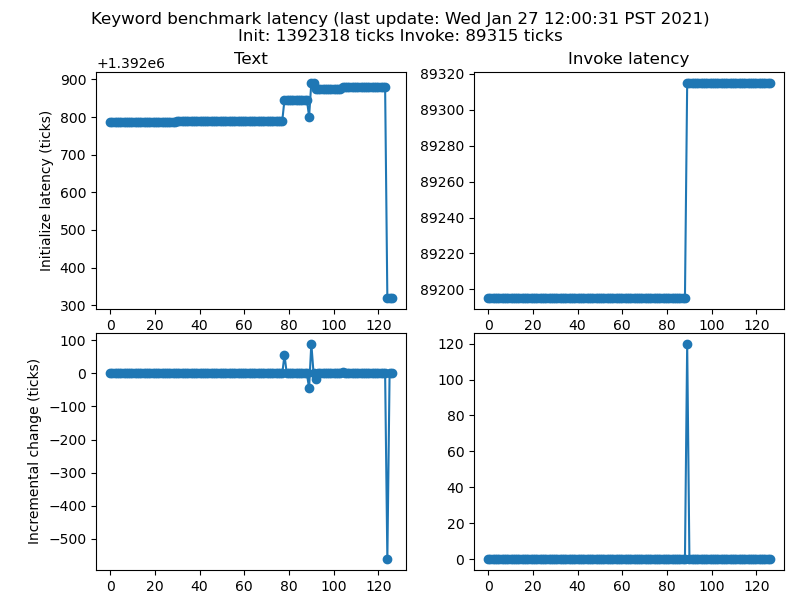 Keyword benchmark latency (last update: Wed Jan 27 12:00:31 PST 2021)
Init: 1392318 ticks Invoke: 89315 ticks
Text
Invoke latency
+1.392e6
Initialize latency (ticks)
900
800
700
600
500
400
300
0 20 40 60 80 100 120
89320
89300
89280
89260
89240
89220
89200
0 20 40 60 80 100 120
Incremental change (ticks)
100
0
−100
−200
−300
−400
−500
0 20 40 60 80 100 120
120
100
80
60
40
20
0
0 20 40 60 80 100 120